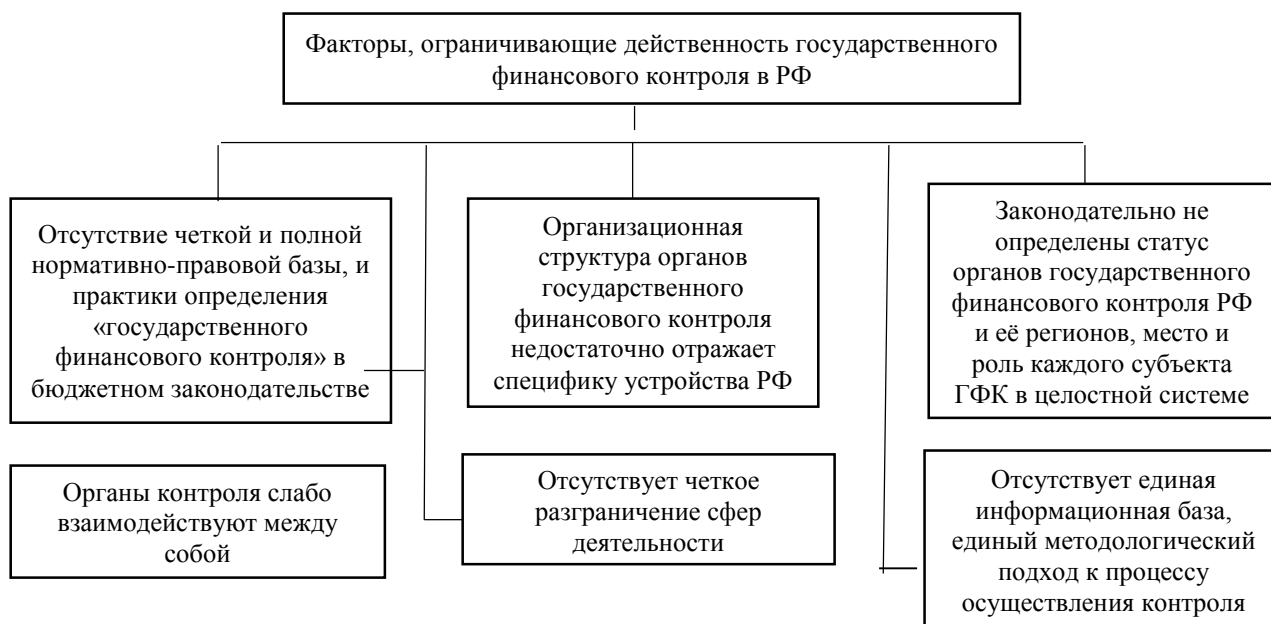 Факторы, ограничивающие действенность государственного
финансового контроля в РФ
Отсутствие четкой и полной
нормативно-правовой базы, и
практики определения
«государственного
финансового контроля» в
бюджетном законодательстве
Организационная
структура органов
государственного
финансового контроля
недостаточно отражает
специфику устройства РФ
Законодательно не
определены статус
органов государственного
финансового контроля РФ
и её регионов, место и
роль каждого субъекта
ГФК в целостной системе
Органы контроля слабо
взаимодействуют между
собой
Отсутствует четкое
разграничение сфер
деятельности
Отсутствует единая
информационная база,
единый методологический
подход к процессу
осуществления контроля